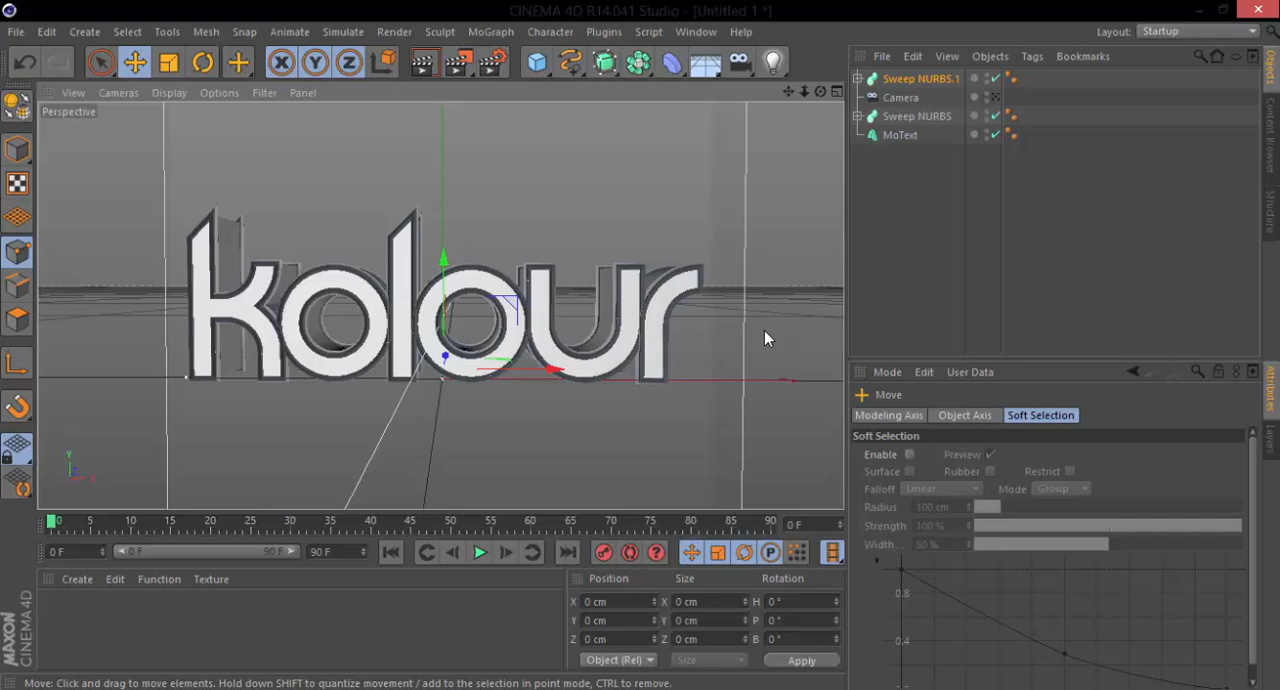 CINEMA 4D R14.041 Studio - [Untitled 1 *]
File Edit Create Select Tools Mesh Snap Animate Simulate Render Sculpt MoGraph Character Plugins Script Window Help Layout: Startup
X Y Z
File Edit View Objects Tags Bookmarks
View Cameras Display Options Filter Panel
Perspective
Sweep NURBS.1
Camera
Sweep NURBS
MoText
Objects
Content Browser
Structure
kolour
Y
Z
X
Mode Edit User Data
Attributes
Layers
Move
Modeling Axis Object Axis Soft Selection
Soft Selection
Enable Preview
Surface Rubber Restrict
Falloff Linear Mode Group
Radius 100 cm
Strength 100 %
Width 50 %
0.8
0.4
0 5 10 15 20 25 30 35 40 45 50 55 60 65 70 75 80 85 90 0 F
0 F 0 F 90 F 90 F
P
Create Edit Function Texture
Position Size Rotation
X 0 cm X 0 cm H 0 °
Y 0 cm Y 0 cm P 0 °
Z 0 cm Z 0 cm B 0 °
Object (Rel) Size Apply
MAXON
CINEMA 4D
Move: Click and drag to move elements. Hold down SHIFT to quantize movement / add to the selection in point mode, CTRL to remove.